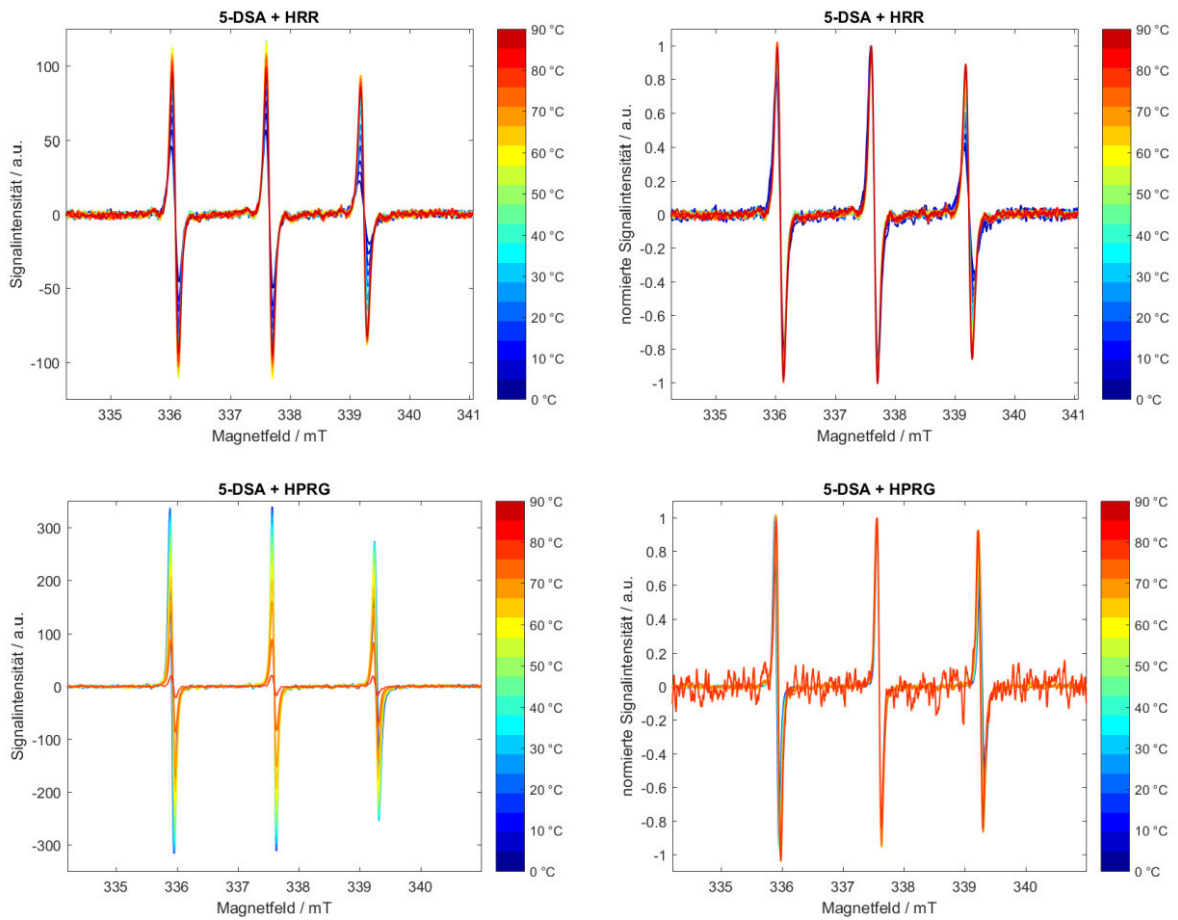 5-DSA + HRR
100
50
0
-50
-100
Signalintensität / a.u.
335 336 337 338 339 340 341
Magnetfeld / mT
90 °C
80 °C
70 °C
60 °C
50 °C
40 °C
30 °C
20 °C
10 °C
0 °C
5-DSA + HRR
1
0.8
0.6
0.4
0.2
0
-0.2
-0.4
-0.6
-0.8
-1
normierte Signalintensität / a.u.
335 336 337 338 339 340 341
Magnetfeld / mT
90 °C
80 °C
70 °C
60 °C
50 °C
40 °C
30 °C
20 °C
10 °C
0 °C
5-DSA + HPRG
300
200
100
0
-100
-200
-300
Signalintensität / a.u.
335 336 337 338 339 340
Magnetfeld / mT
90 °C
80 °C
70 °C
60 °C
50 °C
40 °C
30 °C
20 °C
10 °C
0 °C
5-DSA + HPRG
1
0.8
0.6
0.4
0.2
0
-0.2
-0.4
-0.6
-0.8
-1
normierte Signalintensität / a.u.
335 336 337 338 339 340
Magnetfeld / mT
90 °C
80 °C
70 °C
60 °C
50 °C
40 °C
30 °C
20 °C
10 °C
0 °C